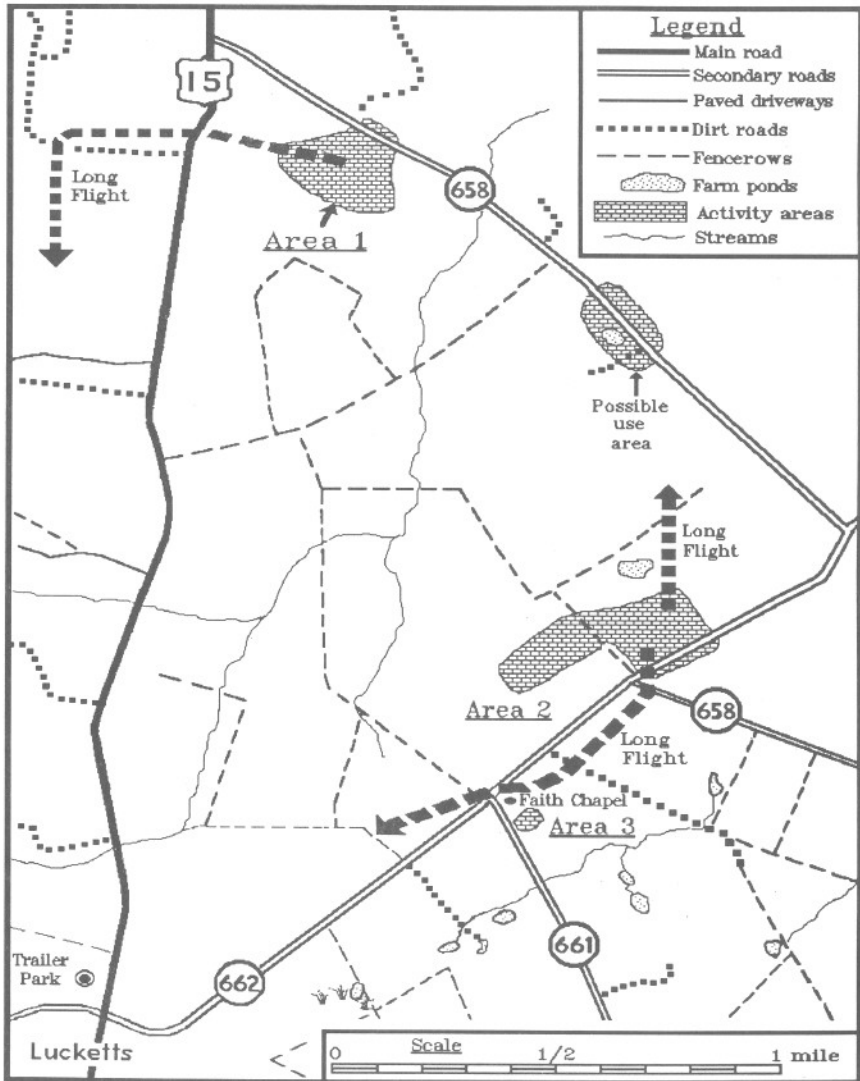 Legend
Main road
Secondary roads
Paved driveways
Dirt roads
Fencerows
Farm ponds
Activity areas
Streams
15
Long
Flight
658
Area 1
Possible
use
area
Long
Flight
Area 2
658
Long
Flight
Faith Chapel
Area 3
661
Trailer
Park
662
Lucketts
Scale
0 1/2 1 mile